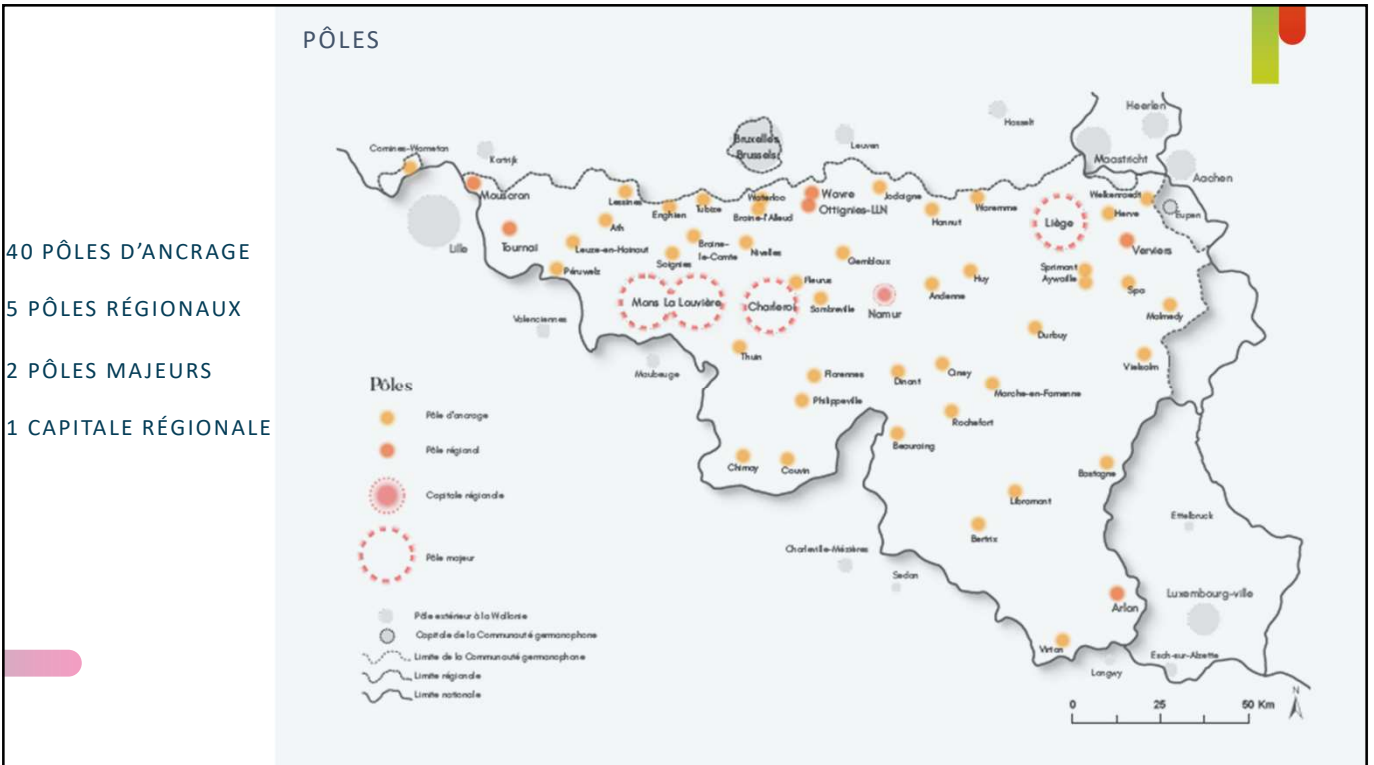 PÔLES
40 PÔLES D'ANCRAGE
5 PÔLES RÉGIONAUX
2 PÔLES MAJEURS
1 CAPITALE RÉGIONALE
Heerlen
Hasselt
Bruxelles
Brussels
Leuven
Maastricht
Aachen
Comines-Warneton
Kortrijk
Mouscron
Lille
Tournai
Lessines
Enghien
Tubize
Waterloo
Braine-l'Alleud
Wavre
Ottignies-LLN
Jodoigne
Hannut
Waremme
Liège
Welkenraedt
Herve
Eupen
Verviers
Ath
Leuze-en-Hainaut
Péruwelz
Soignies
Braine-
le-Comte
Nivelles
Gembloux
Huy
Andenne
Sprimont
Aywaille
Spa
Malmedy
Mons
La Louvière
Charleroi
Fleurus
Sambreville
Namur
Durbuy
Vielsalm
Valenciennes
Maubeuge
Thuin
Florennes
Philippeville
Dinant
Ciney
Marche-en-Famenne
Rochefort
Beauraing
Chimay
Couvin
Bastogne
Libramont
Bertrix
Ettelbruck
Charleville-Mézières
Sedan
Arlon
Luxembourg-ville
Virton
Longwy
Esch-sur-Alzette
Pôles
Pôle d'ancrage
Pôle régional
Capitale régionale
Pôle majeur
Pôle extérieur à la Wallonie
Capitale de la Communauté germanophone
Limite de la Communauté germanophone
Limite régionale
Limite nationale
0 25 50 Km
N